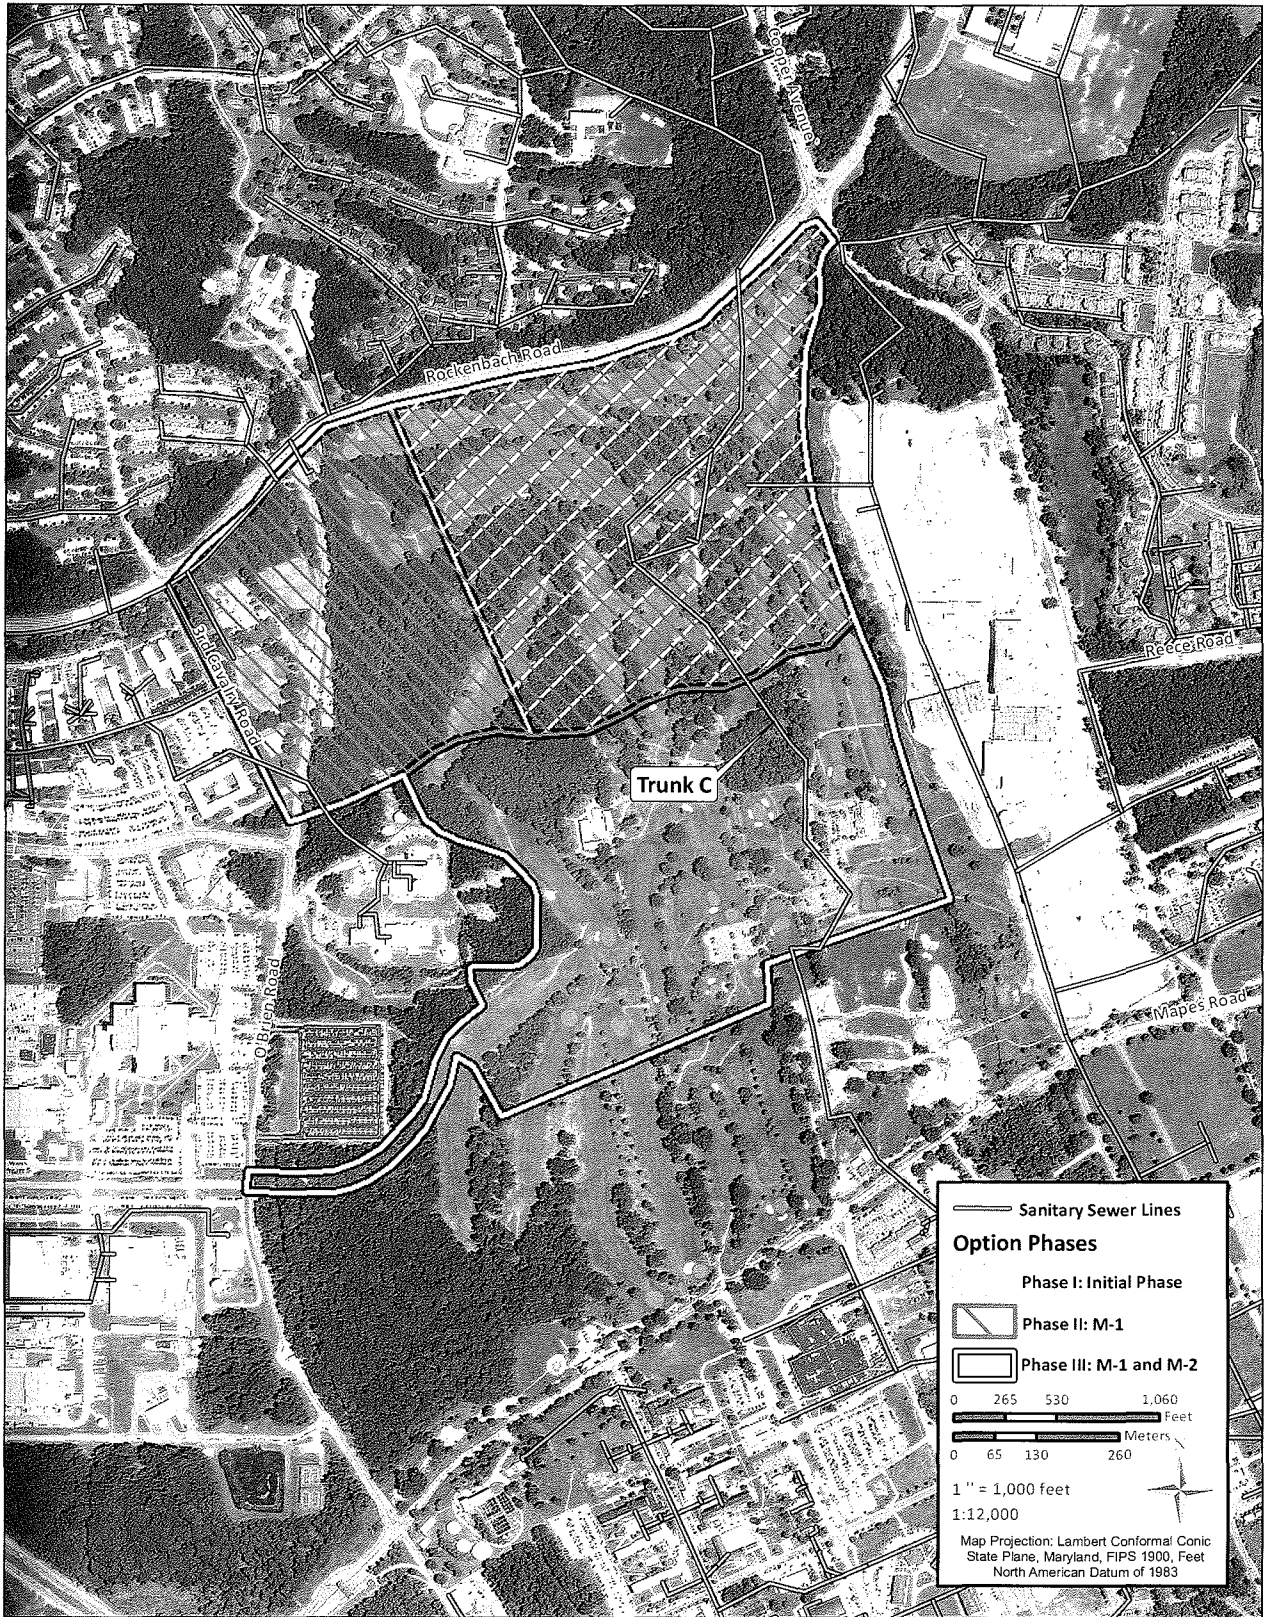 Cooper Avenue
Rockenbach Road
3rd Cavalry Road
Reece Road
Trunk C
O'Brien Road
Mapes Road
Sanitary Sewer Lines
Option Phases
Phase I: Initial Phase
Phase II: M-1
Phase III: M-1 and M-2
0 265 530 1,060
Feet
Meters
0 65 130 260
1 " = 1,000 feet
1:12,000
Map Projection: Lambert Conformal Conic
State Plane, Maryland, FIPS 1900, Feet
North American Datum of 1983